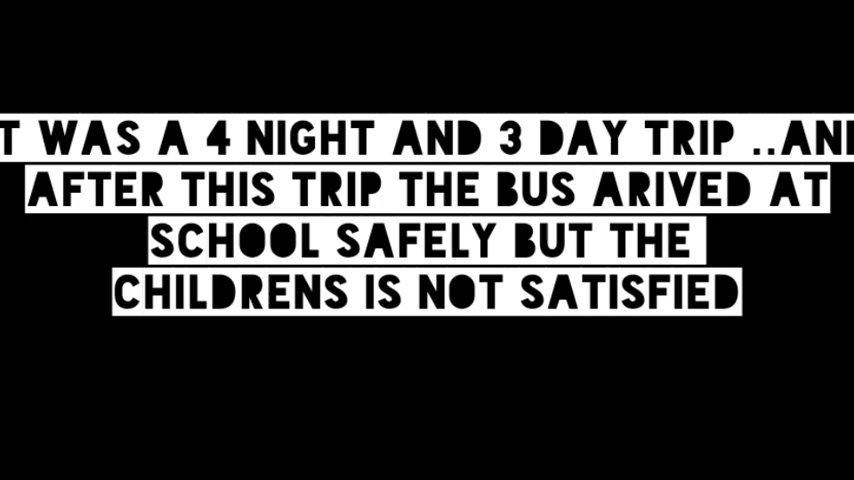 T WAS A 4 NIGHT AND 3 DAY TRIP ..AN
AFTER THIS TRIP THE BUS ARIVED AT
SCHOOL SAFELY BUT THE
CHILDRENS IS NOT SATISFIED